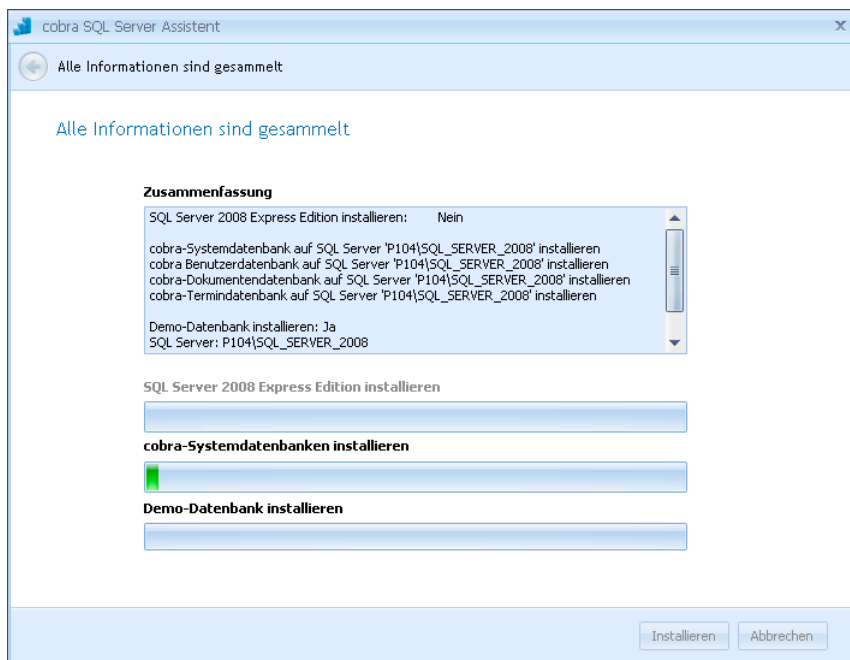 cobra SQL Server Assistent
Alle Informationen sind gesammelt
Alle Informationen sind gesammelt
Zusammenfassung
SQL Server 2008 Express Edition installieren: Nein
cobra-Systemdatenbank auf SQL Server 'P104\SQL_SERVER_2008' installieren
cobra Benutzerdatenbank auf SQL Server 'P104\SQL_SERVER_2008' installieren
cobra-Dokumentendatenbank auf SQL Server 'P104\SQL_SERVER_2008' installieren
cobra-Termindatenbank auf SQL Server 'P104\SQL_SERVER_2008' installieren
Demo-Datenbank installieren: Ja
SQL Server: P104\SQL_SERVER_2008
SQL Server 2008 Express Edition installieren
cobra-Systemdatenbanken installieren
Demo-Datenbank installieren
Installieren Abbrechen